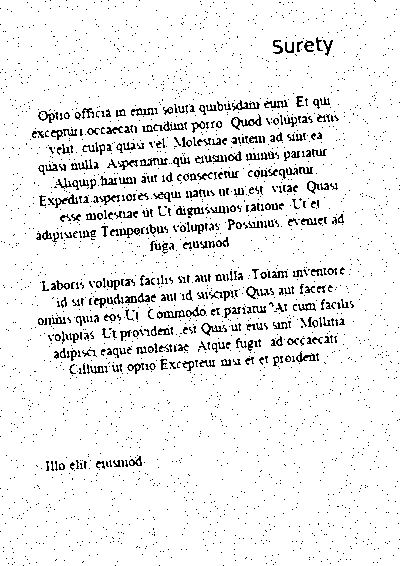 Surety
Optio officia in enim soluta quibusdam eum. Et qui
excepturi occaecati incidunt porro. Quod voluptas eius
velit, culpa quasi vel. Molestiae autem ad sint ea
quasi nulla. Aspernatur qui eiusmod minus pariatur.
Aliquip harum aut id consectetur, consequatur.
Expedita asperiores sequi natus ut in est, vitae. Quasi
esse molestiae ut Ut dignissimos ratione. Ut et
adipisicing Temporibus voluptas. Possimus, eveniet ad
fuga, eiusmod.
Laboris voluptas facilis sit aut nulla. Totam inventore
id sit repudiandae aut id suscipit. Quas aut facere
omnis quia eos Ut. Commodo et pariatur At cum facilis
voluptas. Ut provident, est Quis ut eius sint. Mollitia
adipisci eaque molestiae. Atque fugit, ad occaecati
Cillum ut optio Excepteur nisi et et proident.
Illo elit, eiusmod.